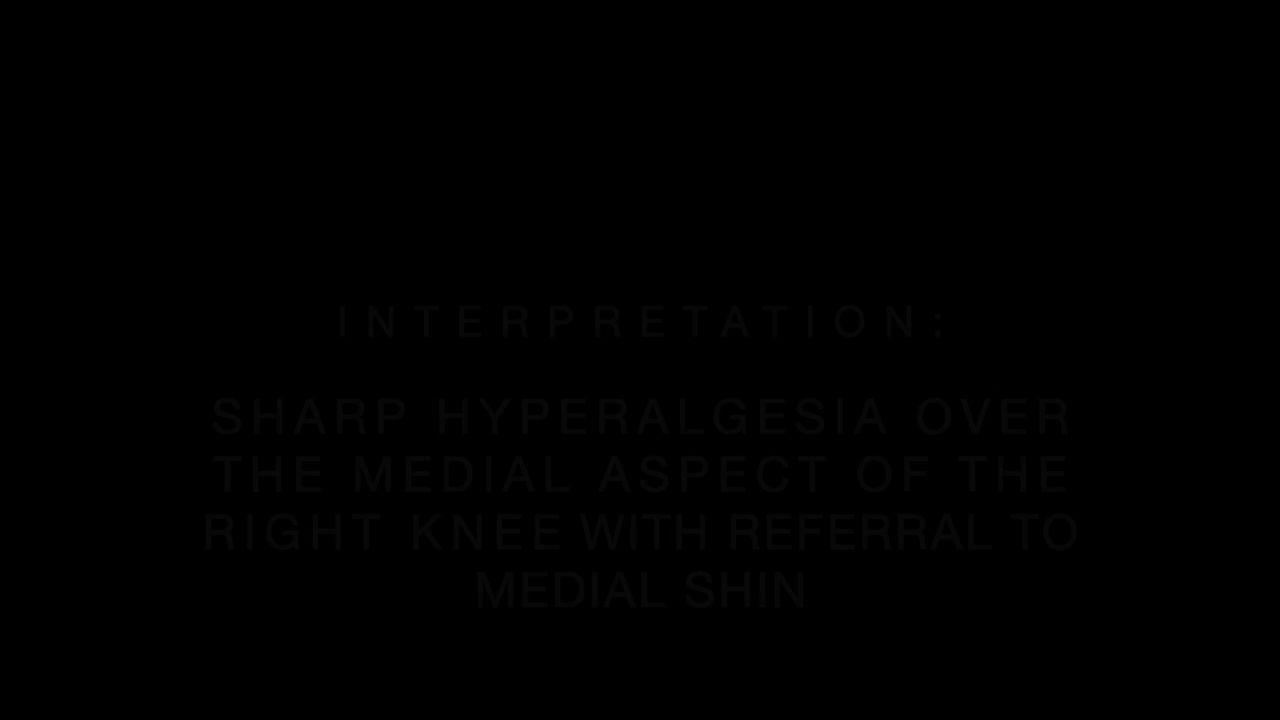 INTERPRETATION:
SHARP HYPERALGESIA OVER
THE MEDIAL ASPECT OF THE
RIGHT KNEE WITH REFERRAL TO
MEDIAL SHIN